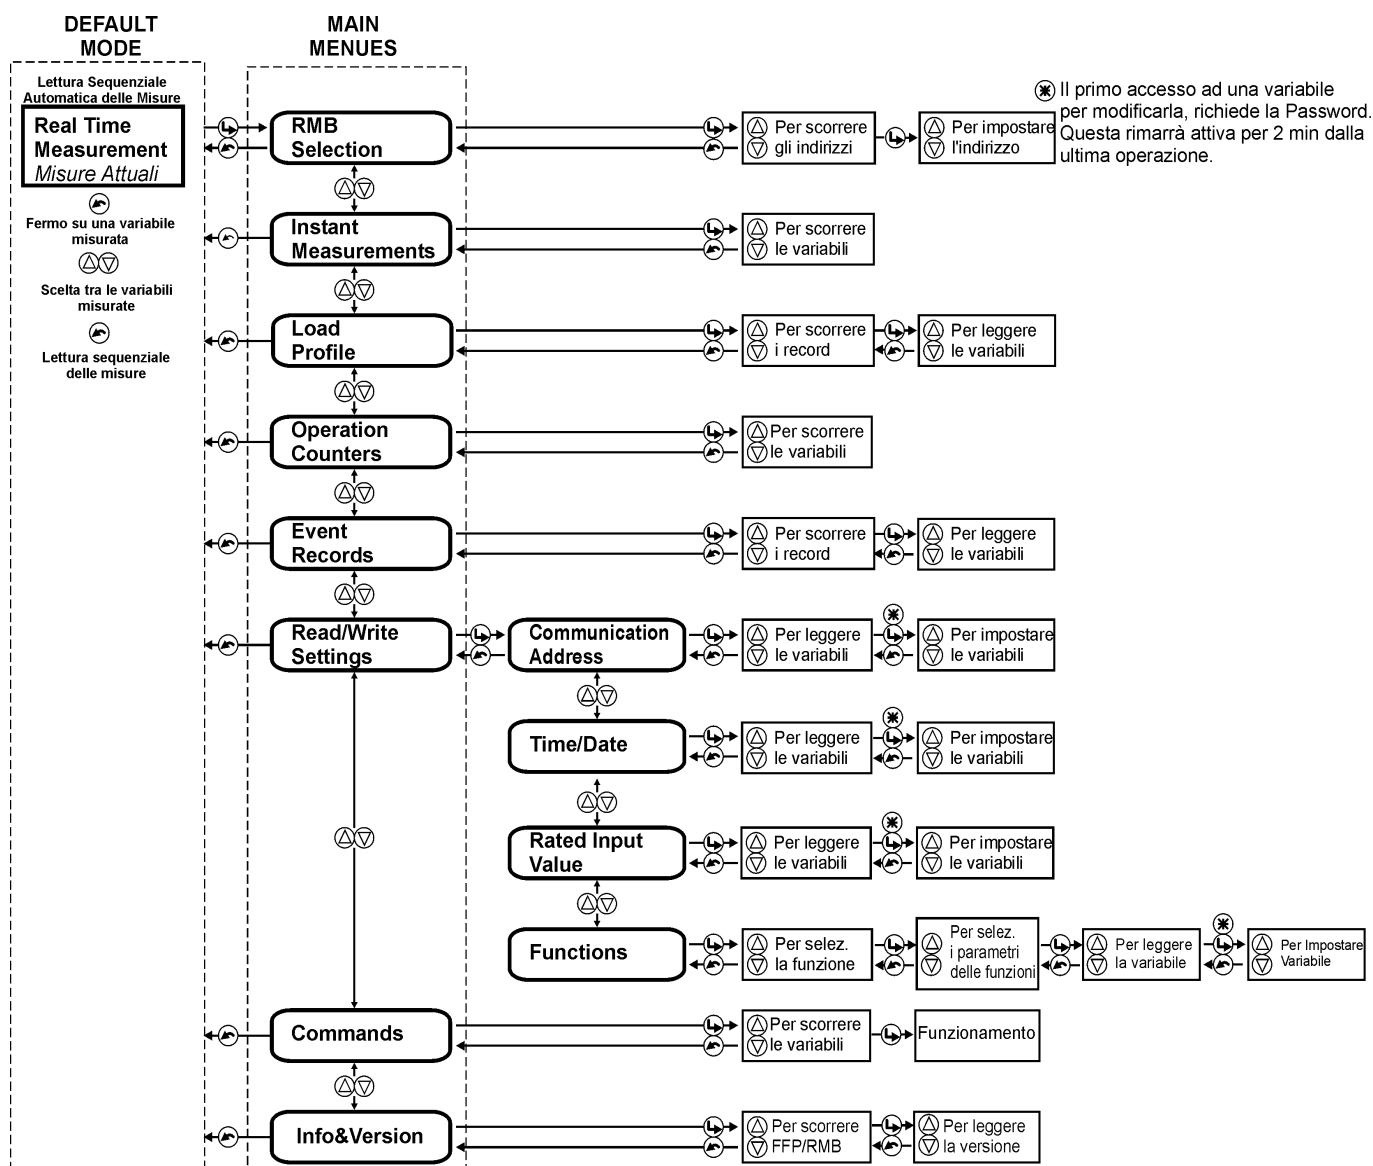 DEFAULT
MODE
MAIN
MENUES
Lettura Sequenziale
Automatica delle Misure
Real Time
Measurement
Misure Attuali
Fermo su una variabile
misurata
Scelta tra le variabili
misurate
Lettura sequenziale
delle misure
Il primo accesso ad una variabile
per modificarla, richiede la Password.
Questa rimarrà attiva per 2 min dalla
ultima operazione.
RMB
Selection
Per scorrere
gli indirizzi
Per impostare
l'indirizzo
Instant
Measurements
Per scorrere
le variabili
Load
Profile
Per scorrere
i record
Per leggere
le variabili
Operation
Counters
Per scorrere
le variabili
Event
Records
Per scorrere
i record
Per leggere
le variabili
Read/Write
Settings
Communication
Address
Per leggere
le variabili
Per impostare
le variabili
Time/Date
Per leggere
le variabili
Per impostare
le variabili
Rated Input
Value
Per leggere
le variabili
Per impostare
le variabili
Functions
Per selez.
la funzione
Per selez.
i parametri
delle funzioni
Per leggere
la variabile
Per Impostare
Variabile
Commands
Per scorrere
le variabili
Funzionamento
Info&Version
Per scorrere
FFP/RMB
Per leggere
la versione